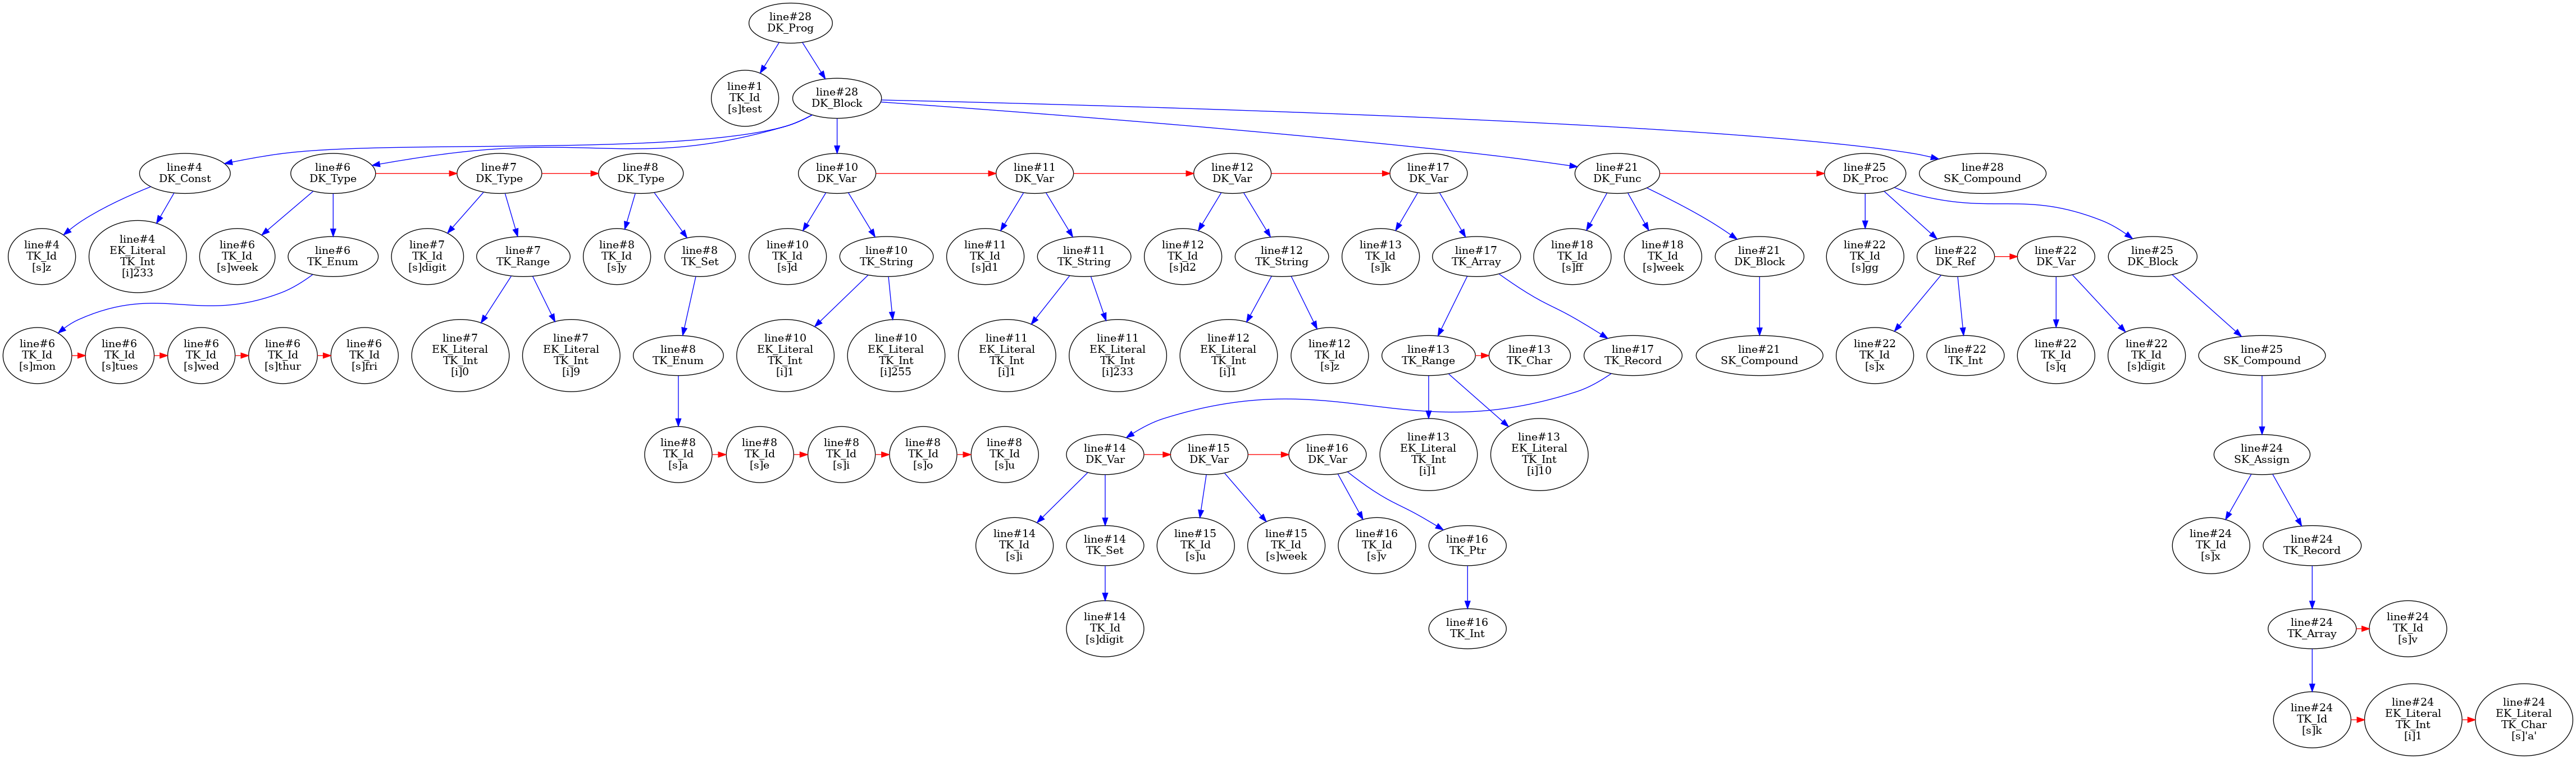 line#28
DK_Prog
line#1
TK_Id
[s]test
line#28
DK_Block
line#4
DK_Const
line#6
DK_Type
line#7
DK_Type
line#8
DK_Type
line#10
DK_Var
line#11
DK_Var
line#12
DK_Var
line#17
DK_Var
line#21
DK_Func
line#25
DK_Proc
line#28
SK_Compound
line#4
TK_Id
[s]z
line#4
EK_Literal
TK_Int
[i]233
line#6
TK_Id
[s]week
line#6
TK_Enum
line#7
TK_Id
[s]digit
line#7
TK_Range
line#8
TK_Id
[s]y
line#8
TK_Set
line#10
TK_Id
[s]d
line#10
TK_String
line#11
TK_Id
[s]d1
line#11
TK_String
line#12
TK_Id
[s]d2
line#12
TK_String
line#13
TK_Id
[s]k
line#17
TK_Array
line#18
TK_Id
[s]ff
line#18
TK_Id
[s]week
line#21
DK_Block
line#22
TK_Id
[s]gg
line#22
DK_Ref
line#22
DK_Var
line#25
DK_Block
line#6
TK_Id
[s]mon
line#6
TK_Id
[s]tues
line#6
TK_Id
[s]wed
line#6
TK_Id
[s]thur
line#6
TK_Id
[s]fri
line#7
EK_Literal
TK_Int
[i]0
line#7
EK_Literal
TK_Int
[i]9
line#8
TK_Enum
line#10
EK_Literal
TK_Int
[i]1
line#10
EK_Literal
TK_Int
[i]255
line#11
EK_Literal
TK_Int
[i]1
line#11
EK_Literal
TK_Int
[i]233
line#12
EK_Literal
TK_Int
[i]1
line#12
TK_Id
[s]z
line#13
TK_Range
line#13
TK_Char
line#17
TK_Record
line#21
SK_Compound
line#22
TK_Id
[s]x
line#22
TK_Int
line#22
TK_Id
[s]q
line#22
TK_Id
[s]digit
line#25
SK_Compound
line#8
TK_Id
[s]a
line#8
TK_Id
[s]e
line#8
TK_Id
[s]i
line#8
TK_Id
[s]o
line#8
TK_Id
[s]u
line#14
DK_Var
line#15
DK_Var
line#16
DK_Var
line#13
EK_Literal
TK_Int
[i]1
line#13
EK_Literal
TK_Int
[i]10
line#24
SK_Assign
line#14
TK_Id
[s]i
line#14
TK_Set
line#15
TK_Id
[s]u
line#15
TK_Id
[s]week
line#16
TK_Id
[s]v
line#16
TK_Ptr
line#24
TK_Id
[s]x
line#24
TK_Record
line#14
TK_Id
[s]digit
line#16
TK_Int
line#24
TK_Array
line#24
TK_Id
[s]v
line#24
TK_Id
[s]k
line#24
EK_Literal
TK_Int
[i]1
line#24
EK_Literal
TK_Char
[s]'a'